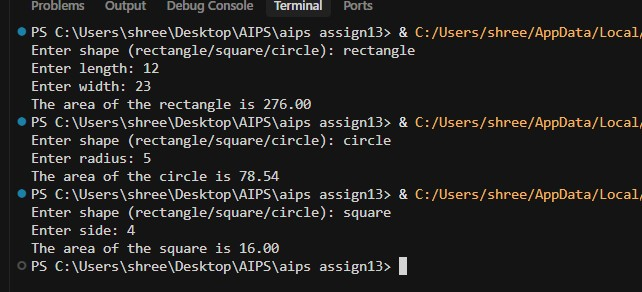 Problems Output Debug Console Terminal Ports
PS C:\Users\shree\Desktop\AIPS\aips assign13> & C:/Users/shree/AppData/Local/
Enter shape (rectangle/square/circle): rectangle
Enter length: 12
Enter width: 23
The area of the rectangle is 276.00
PS C:\Users\shree\Desktop\AIPS\aips assign13> & C:/Users/shree/AppData/Local/
Enter shape (rectangle/square/circle): circle
Enter radius: 5
The area of the circle is 78.54
PS C:\Users\shree\Desktop\AIPS\aips assign13> & C:/Users/shree/AppData/Local/
Enter shape (rectangle/square/circle): square
Enter side: 4
The area of the square is 16.00
PS C:\Users\shree\Desktop\AIPS\aips assign13>